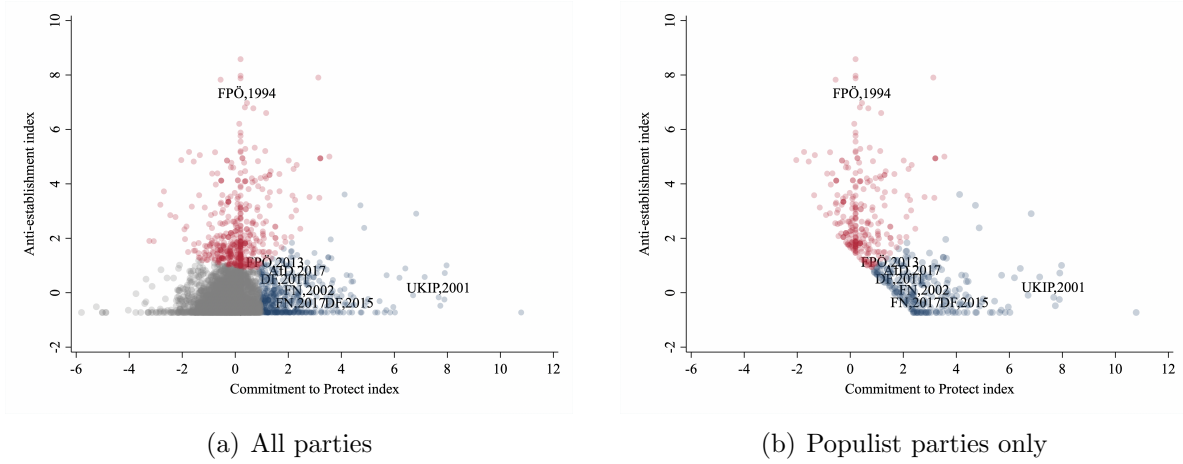 Anti-establishment index
10
8
6
4
2
0
-2
FPÖ,1994
FPÖ,2013
AfD,2017
DF,2011
FN,2002
UKIP,2001
FN,2017
DF,2015
-6 -4 -2 0 2 4 6 8 10 12
Commitment to Protect index
(a) All parties
Anti-establishment index
10
8
6
4
2
0
-2
FPÖ,1994
FPÖ,2013
AfD,2017
DF,2011
FN,2002
UKIP,2001
FN,2017
DF,2015
-6 -4 -2 0 2 4 6 8 10 12
Commitment to Protect index
(b) Populist parties only